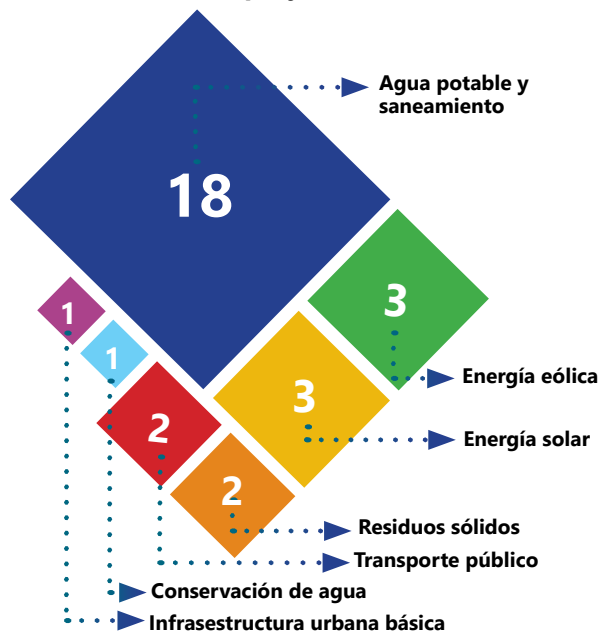 Agua potable y
saneamiento
18
3
1
1
3
Energía eólica
2
Energía solar
2
Residuos sólidos
Transporte público
Conservación de agua
Infrasestructura urbana básica